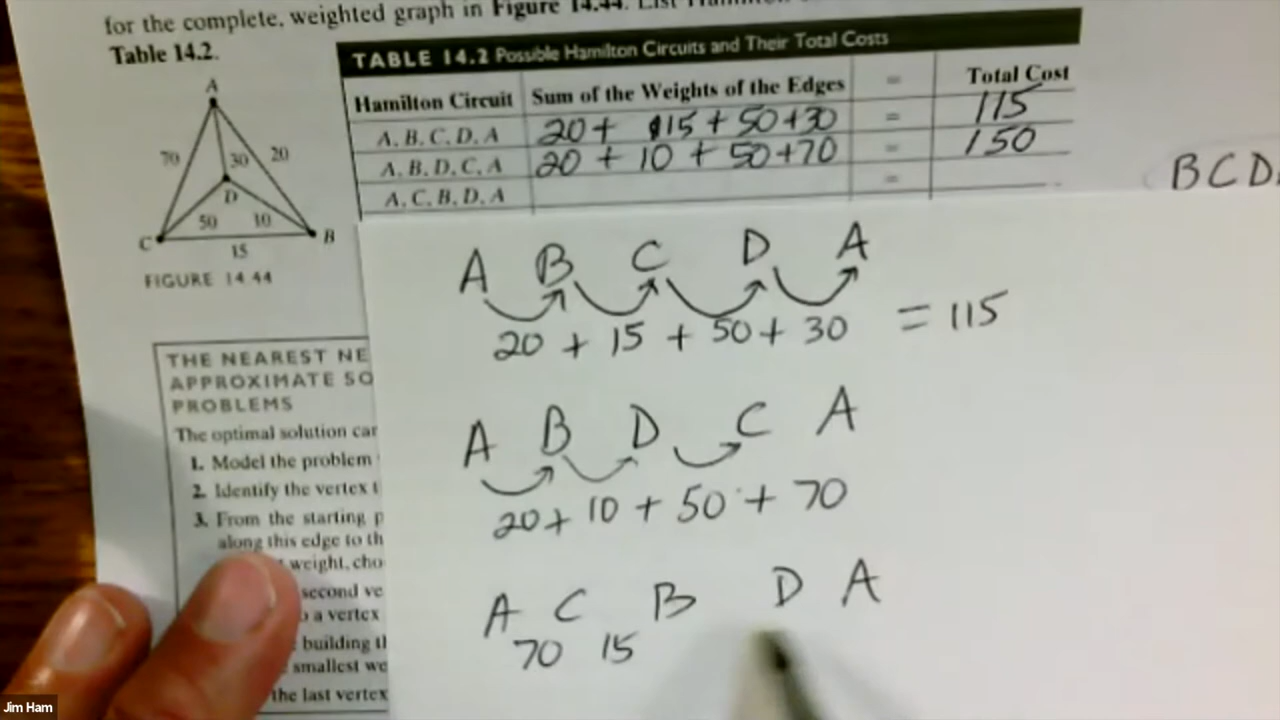 for the complete, weighted graph in Figure 14.44. List
Table 14.2.
A
70
30
20
D
50
10
C
B
15
FIGURE 14.44
TABLE 14.2 Possible Hamilton Circuits and Their Total Costs
Hamilton Circuit Sum of the Weights of the Edges = Total Cost
A, B, C, D, A 20 + 15 + 50 + 30 = 115
A, B, D, C, A 20 + 10 + 50 + 70 = 150
A, C, B, D, A =
BCD
A B C D A
20 + 15 + 50 + 30 = 115
A B D C A
20 + 10 + 50 + 70
A C B D A
70 15
THE NEAREST NE
APPROXIMATE SO
PROBLEMS
The optimal solution car
1. Model the problem
2. Identify the vertex t
3. From the starting p
along this edge to th
weight, cho
second ve
a vertex
building th
smallest we
the last vertex
Jim Ham